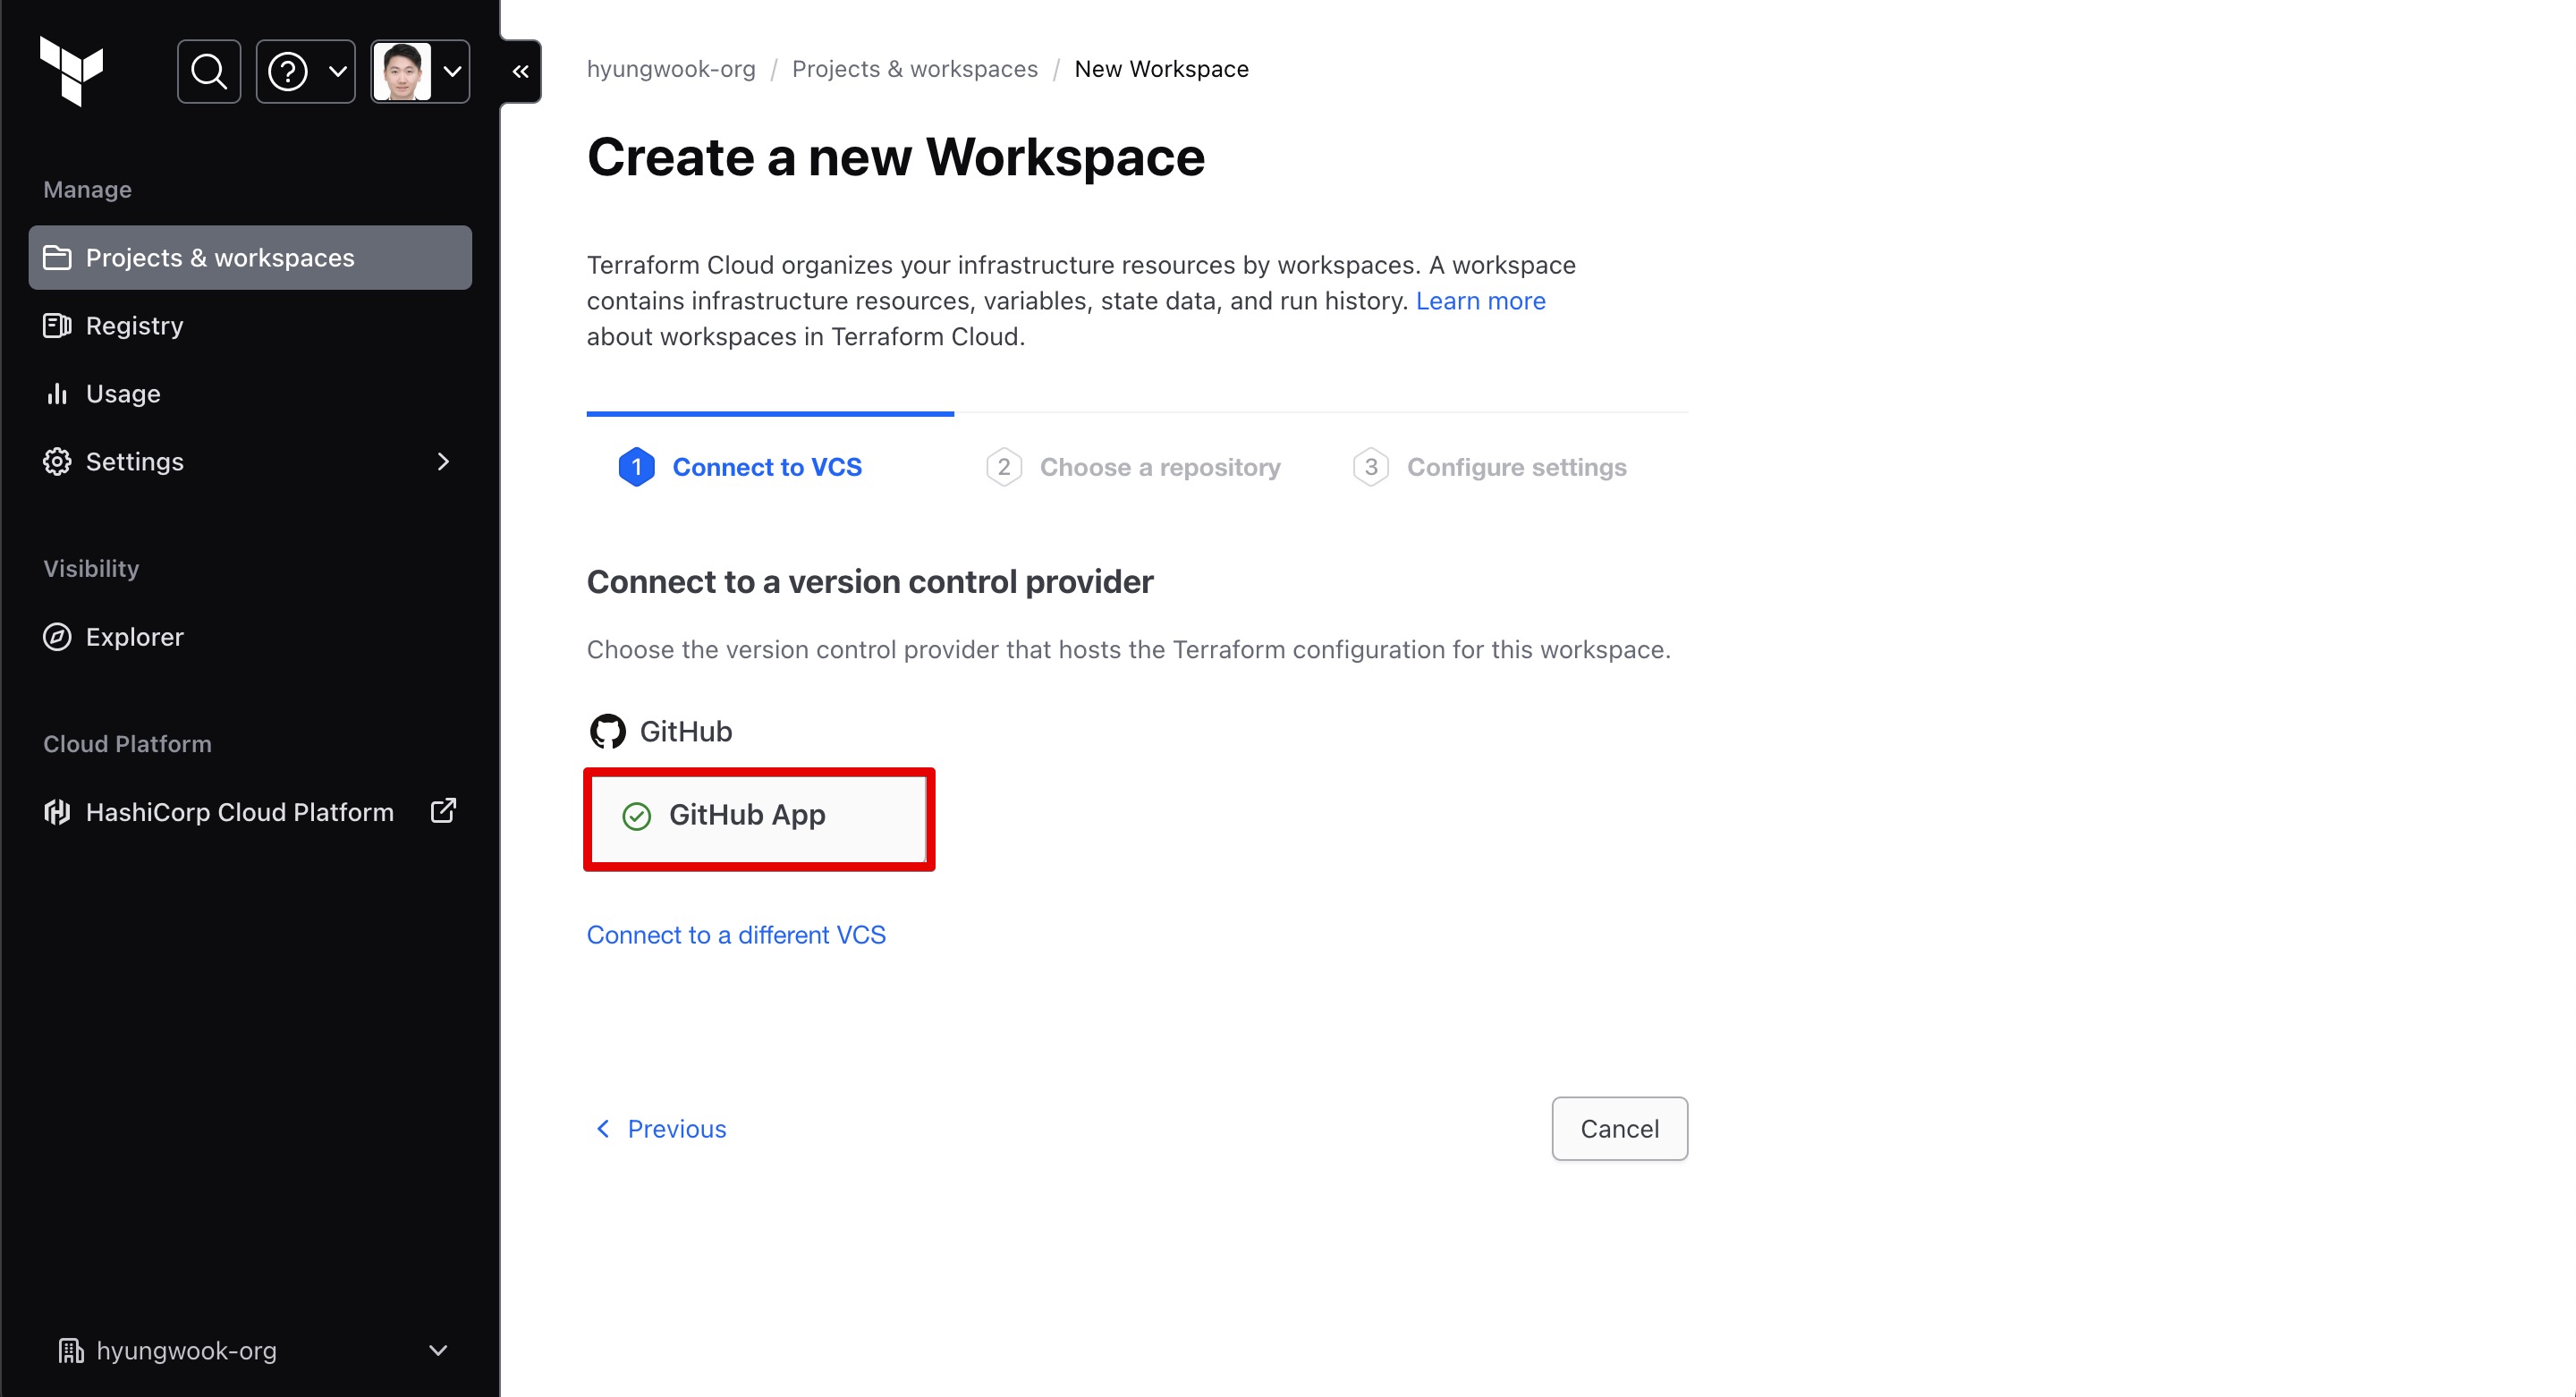 Manage
Projects & workspaces
Registry
Usage
Settings
Visibility
Explorer
Cloud Platform
HashiCorp Cloud Platform
hyungwook-org
hyungwook-org / Projects & workspaces / New Workspace
Create a new Workspace
Terraform Cloud organizes your infrastructure resources by workspaces. A workspace
contains infrastructure resources, variables, state data, and run history. Learn more
about workspaces in Terraform Cloud.
1 Connect to VCS
2 Choose a repository
3 Configure settings
Connect to a version control provider
Choose the version control provider that hosts the Terraform configuration for this workspace.
GitHub
GitHub App
Connect to a different VCS
Previous
Cancel